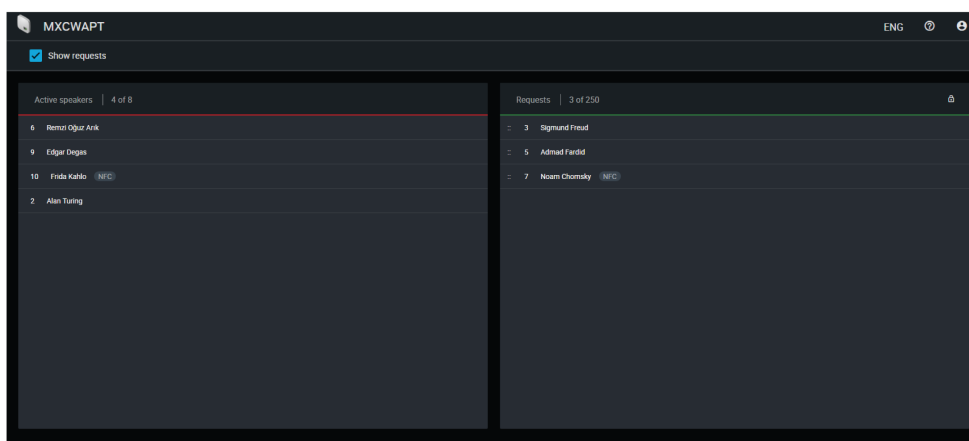 MXCWAPT ENG
Show requests
Active speakers 4 of 8
6 Remzi Oğuz Arık
9 Edgar Degas
10 Frida Kahlo NFC
2 Alan Turing
Requests 3 of 250
3 Sigmund Freud
5 Admad Fardid
7 Noam Chomsky NFC